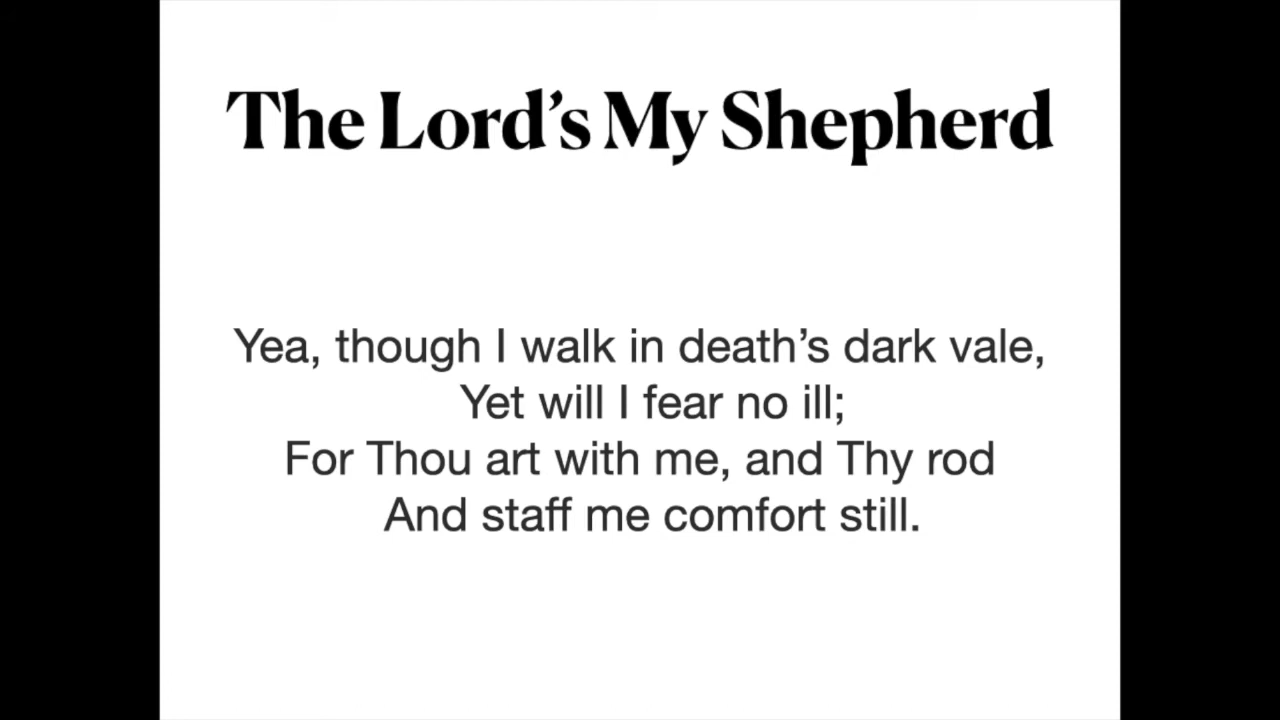 The Lord’s My Shepherd
Yea, though I walk in death’s dark vale,
Yet will I fear no ill;
For Thou art with me, and Thy rod
And staff me comfort still.